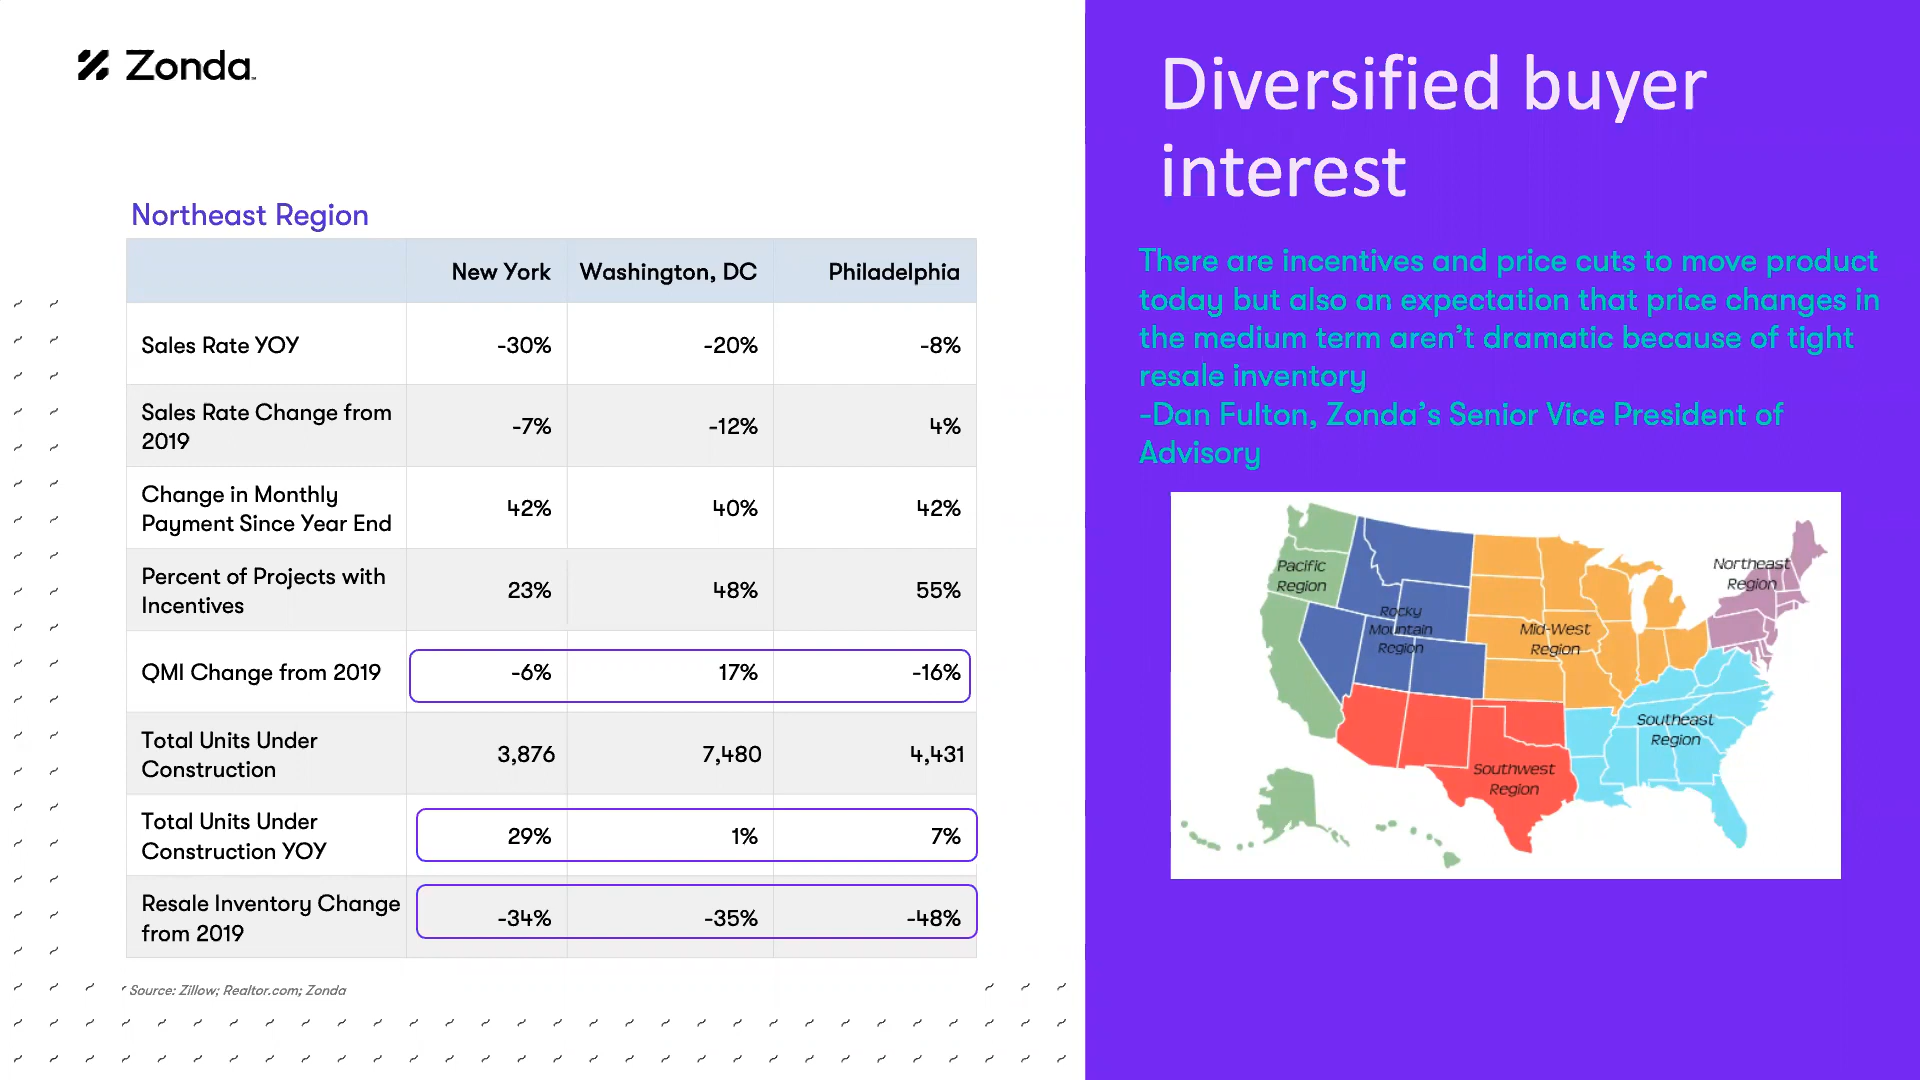 Zonda
Diversified buyer
interest
Northeast Region
New York Washington, DC Philadelphia
Sales Rate YOY -30% -20% -8%
Sales Rate Change from
2019 -7% -12% 4%
Change in Monthly
Payment Since Year End 42% 40% 42%
Percent of Projects with
Incentives 23% 48% 55%
QMI Change from 2019 -6% 17% -16%
Total Units Under
Construction 3,876 7,480 4,431
Total Units Under
Construction YOY 29% 1% 7%
Resale Inventory Change
from 2019 -34% -35% -48%
Source: Zillow; Realtor.com; Zonda
There are incentives and price cuts to move product
today but also an expectation that price changes in
the medium term aren’t dramatic because of tight
resale inventory
-Dan Fulton, Zonda’s Senior Vice President of
Advisory
Pacific
Region
Rocky
Mountain
Region
Mid-West
Region
Northeast
Region
Southeast
Region
Southwest
Region